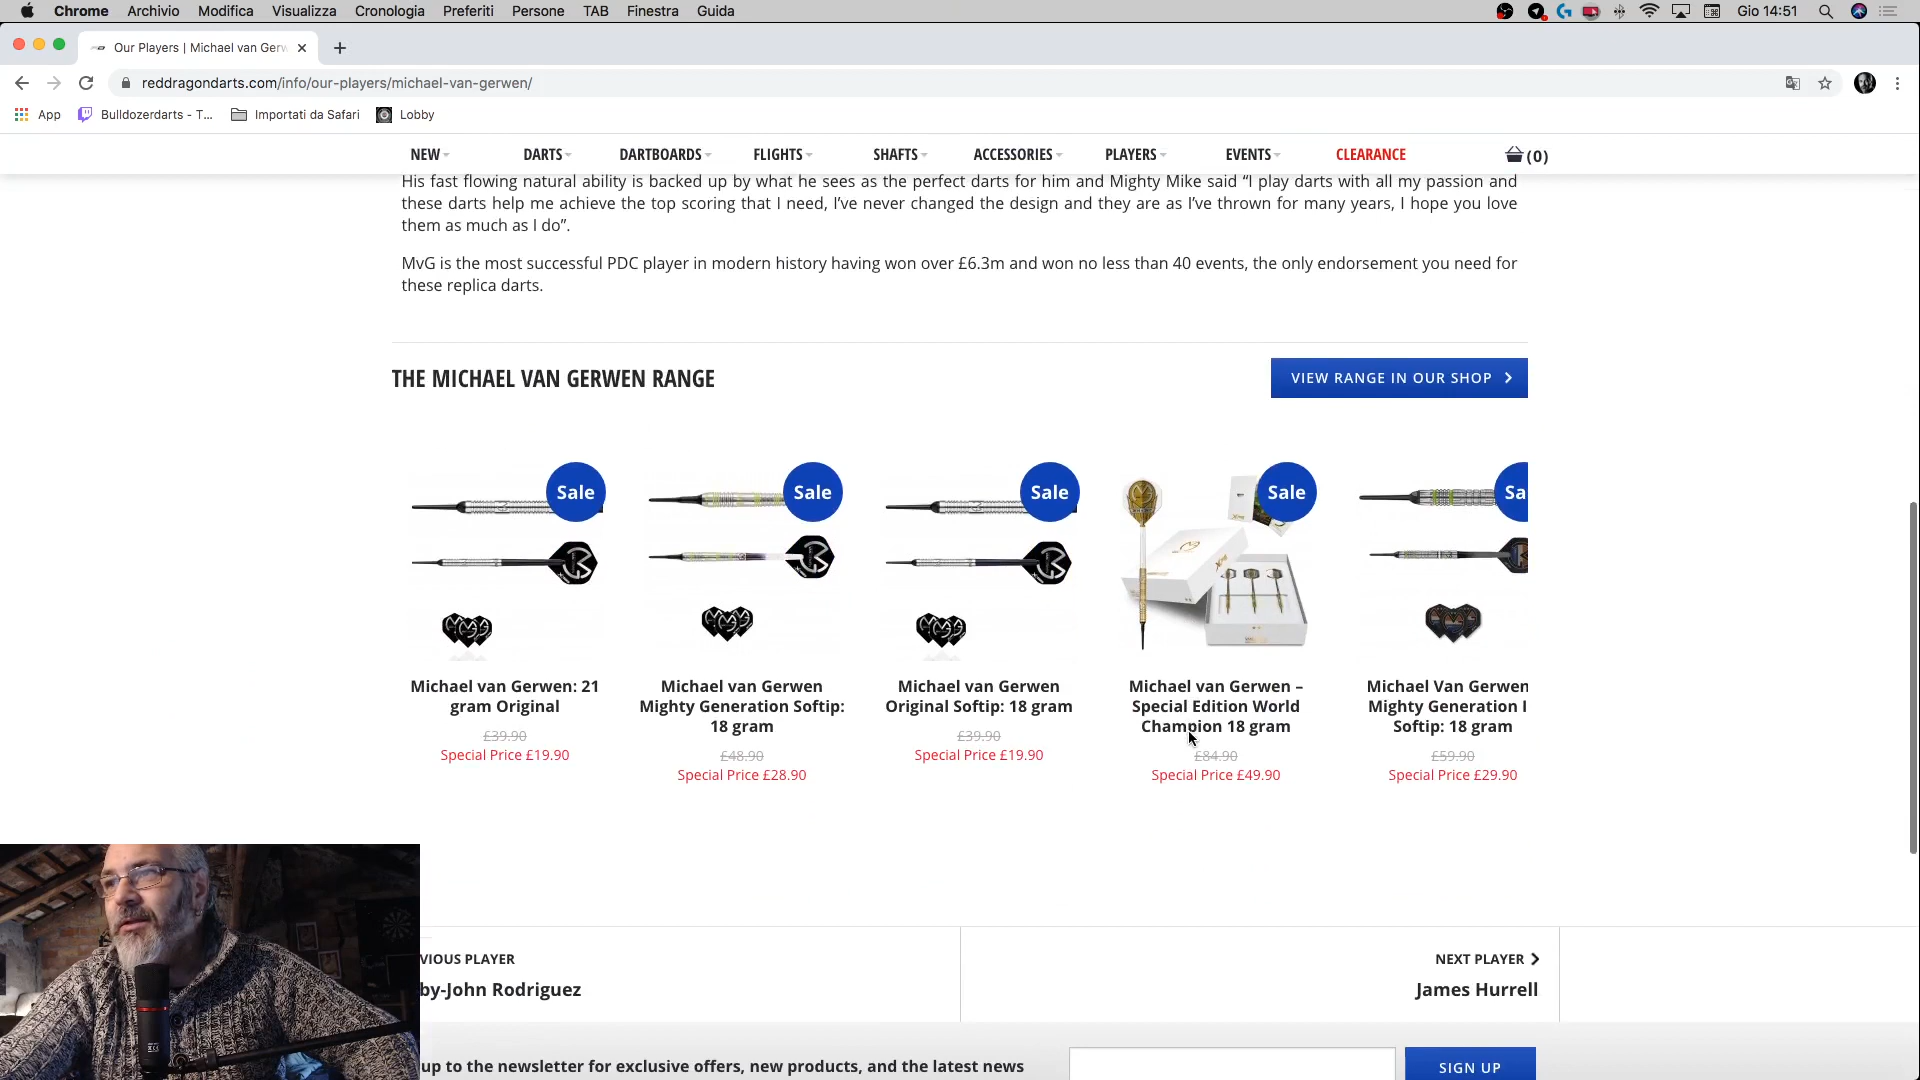 Chrome Archivio Modifica Visualizza Cronologia Preferiti Persone TAB Finestra Guida Gio 14:51
Our Players | Michael van Gerw
reddragondarts.com/info/our-players/michael-van-gerwen/
App Bulldozerdarts - T... Importati da Safari Lobby
NEW DARTS DARTBOARDS FLIGHTS SHAFTS ACCESSORIES PLAYERS EVENTS CLEARANCE (0)
His fast flowing natural ability is backed up by what he sees as the perfect darts for him and Mighty Mike said “I play darts with all my passion and
these darts help me achieve the top scoring that I need, I’ve never changed the design and they are as I’ve thrown for many years, I hope you love
them as much as I do”.
MvG is the most successful PDC player in modern history having won over £6.3m and won no less than 40 events, the only endorsement you need for
these replica darts.
THE MICHAEL VAN GERWEN RANGE
VIEW RANGE IN OUR SHOP
Sale Sale Sale Sale Sa
Michael van Gerwen: 21
gram Original
£39.90
Special Price £19.90
Michael van Gerwen
Mighty Generation Softip:
18 gram
£48.90
Special Price £28.90
Michael van Gerwen
Original Softip: 18 gram
£39.90
Special Price £19.90
Michael van Gerwen –
Special Edition World
Champion 18 gram
£84.90
Special Price £49.90
Michael Van Gerwen
Mighty Generation I
Softip: 18 gram
£59.90
Special Price £29.90
VIOUS PLAYER
by-John Rodriguez
NEXT PLAYER
James Hurrell
up to the newsletter for exclusive offers, new products, and the latest news
SIGN UP